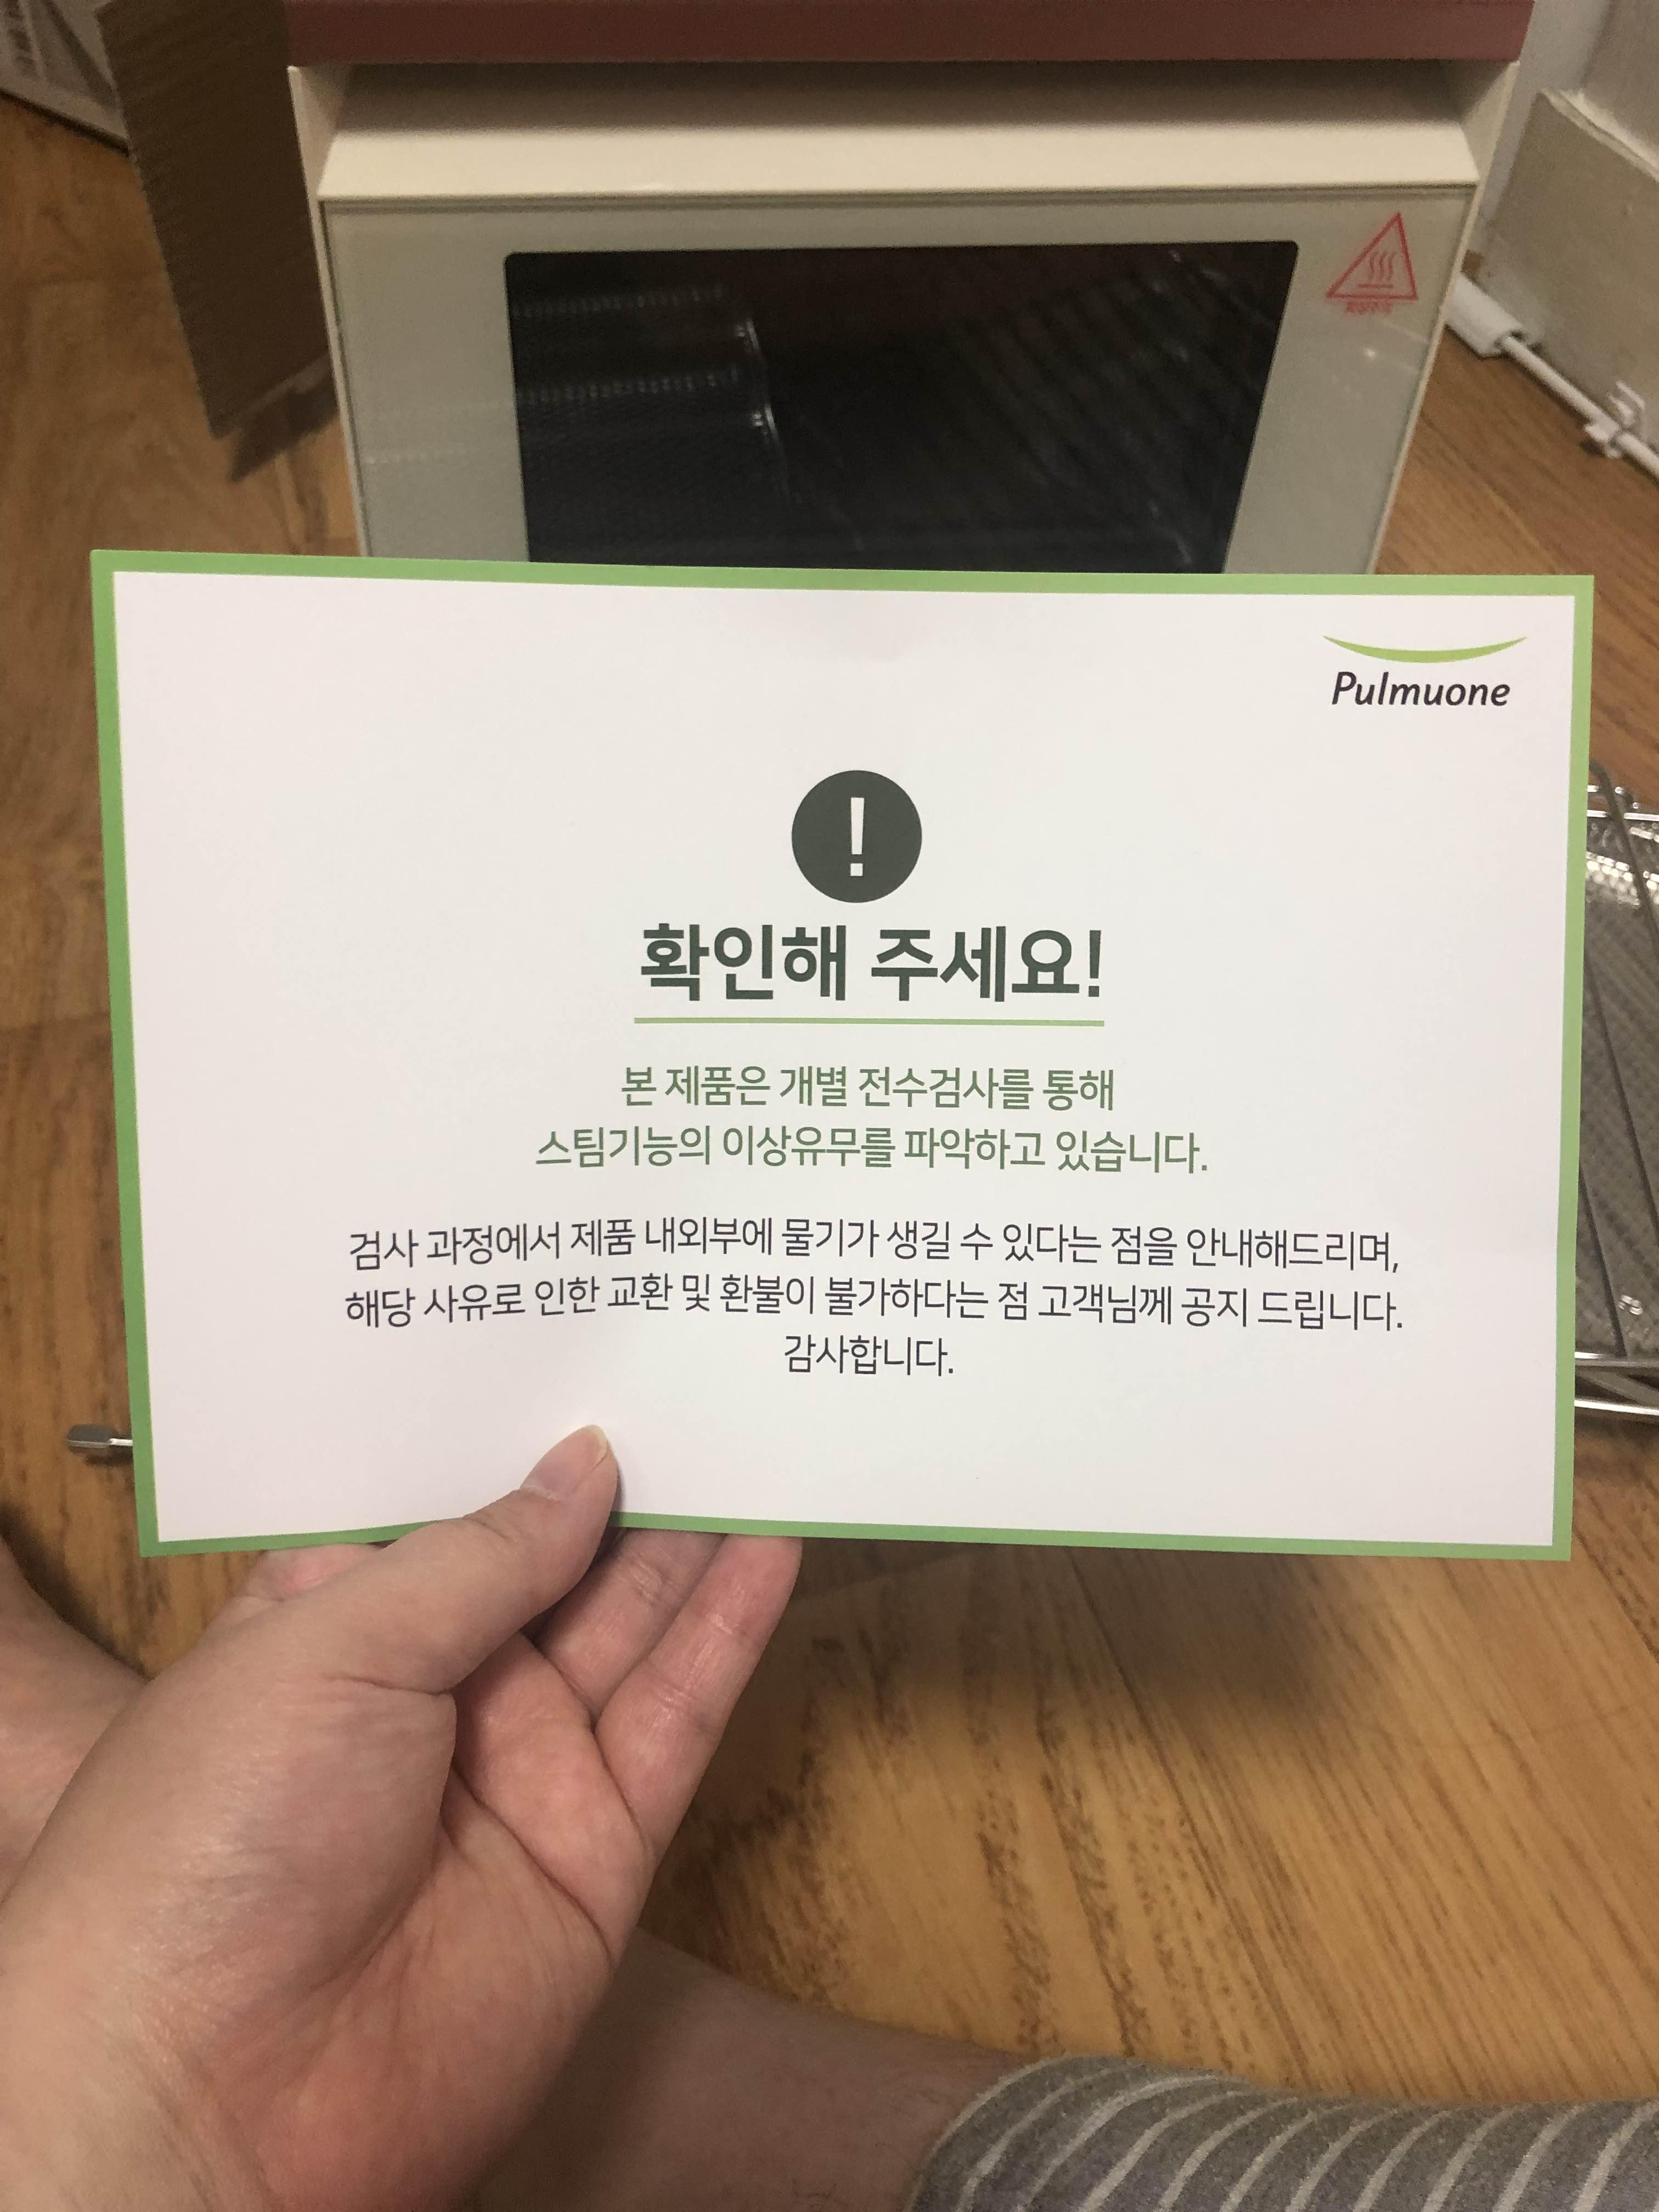 Pulmuone
!
확인해 주세요!
본 제품은 개별 전수검사를 통해
스팀기능의 이상유무를 파악하고 있습니다.
검사 과정에서 제품 내외부에 물기가 생길 수 있다는 점을 안내해드리며,
해당 사유로 인한 교환 및 환불이 불가하다는 점 고객님께 공지 드립니다.
감사합니다.